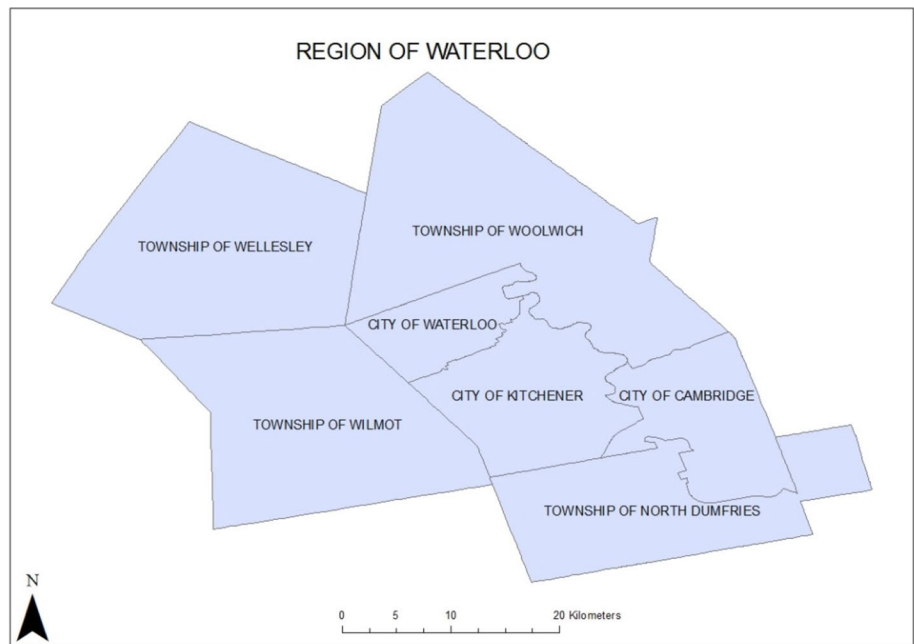 REGION OF WATERLOO
TOWNSHIP OF WOOLWICH
TOWNSHIP OF WELLESLEY
CITY OF WATERLOO
CITY OF KITCHENER
CITY OF CAMBRIDGE
TOWNSHIP OF WILMOT
TOWNSHIP OF NORTH DUMFRIES
N
0 5 10 20 Kilometers